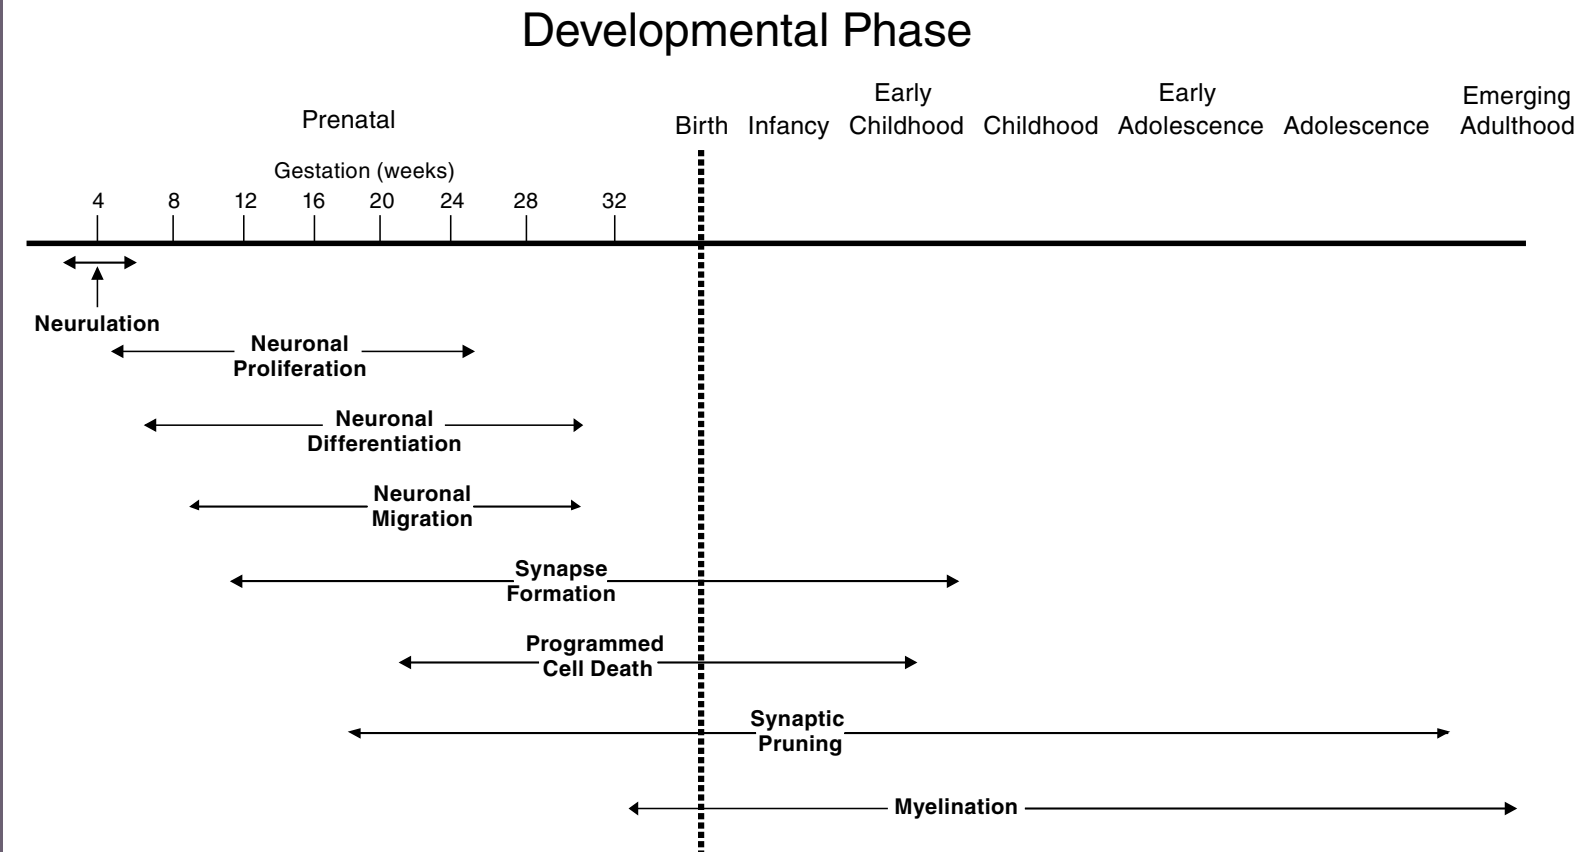 Developmental Phase
Prenatal
Birth
Infancy
Early
Childhood
Childhood
Early
Adolescence
Adolescence
Emerging
Adulthood
Gestation (weeks)
4 8 12 16 20 24 28 32
Neurulation
Neuronal
Proliferation
Neuronal
Differentiation
Neuronal
Migration
Synapse
Formation
Programmed
Cell Death
Synaptic
Pruning
Myelination